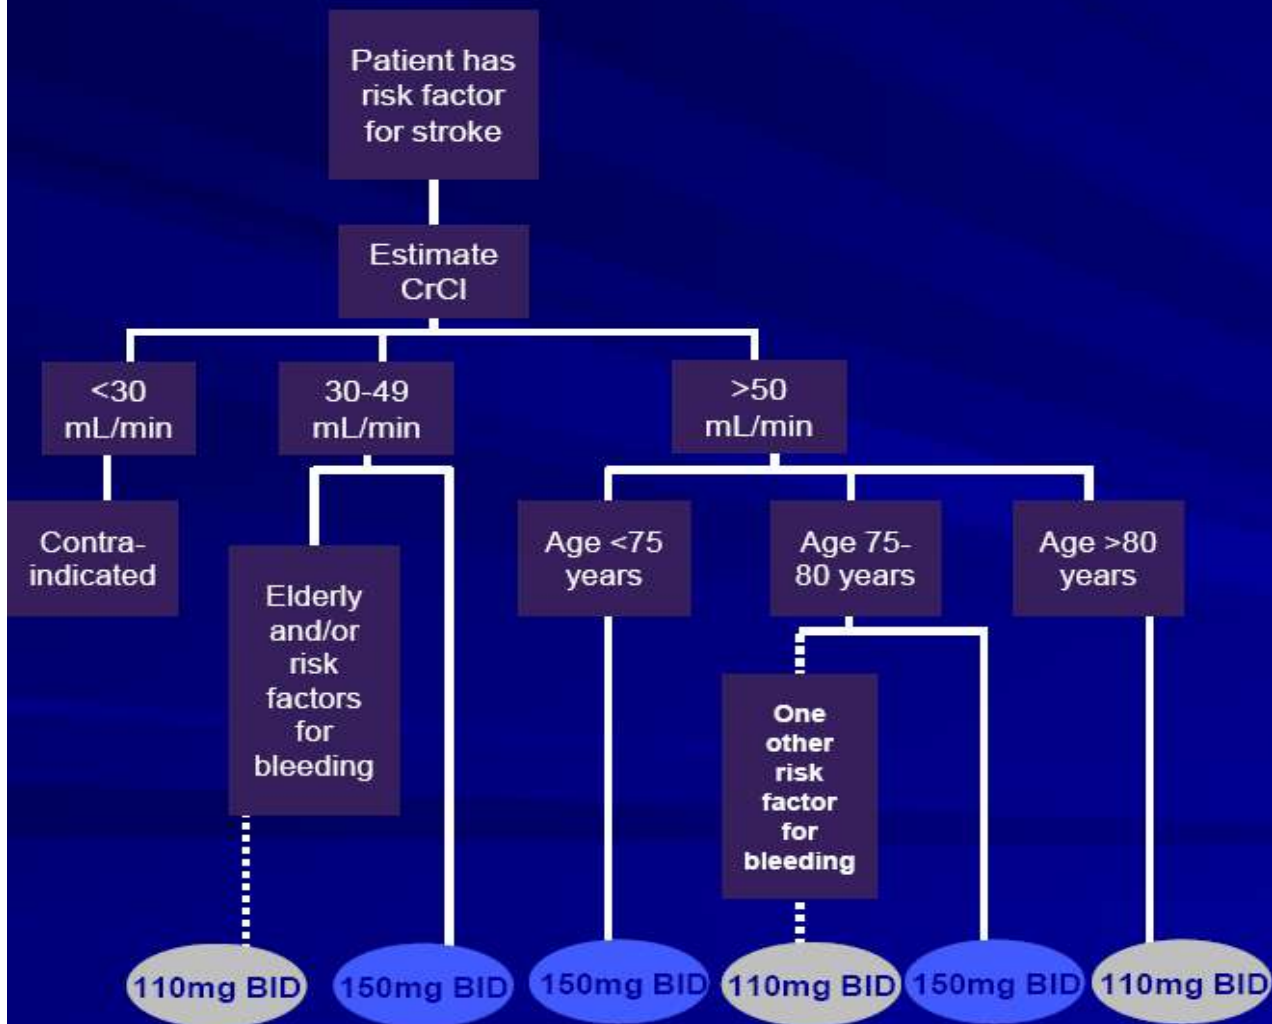 Patient has
risk factor
for stroke
Estimate
CrCl
<30
mL/min
30-49
mL/min
>50
mL/min
Contra-
indicated
Elderly
and/or
risk
factors
for
bleeding
Age <75
years
Age 75-
80 years
Age >80
years
One
other
risk
factor
for
bleeding
110mg BID
150mg BID
150mg BID
110mg BID
150mg BID
110mg BID